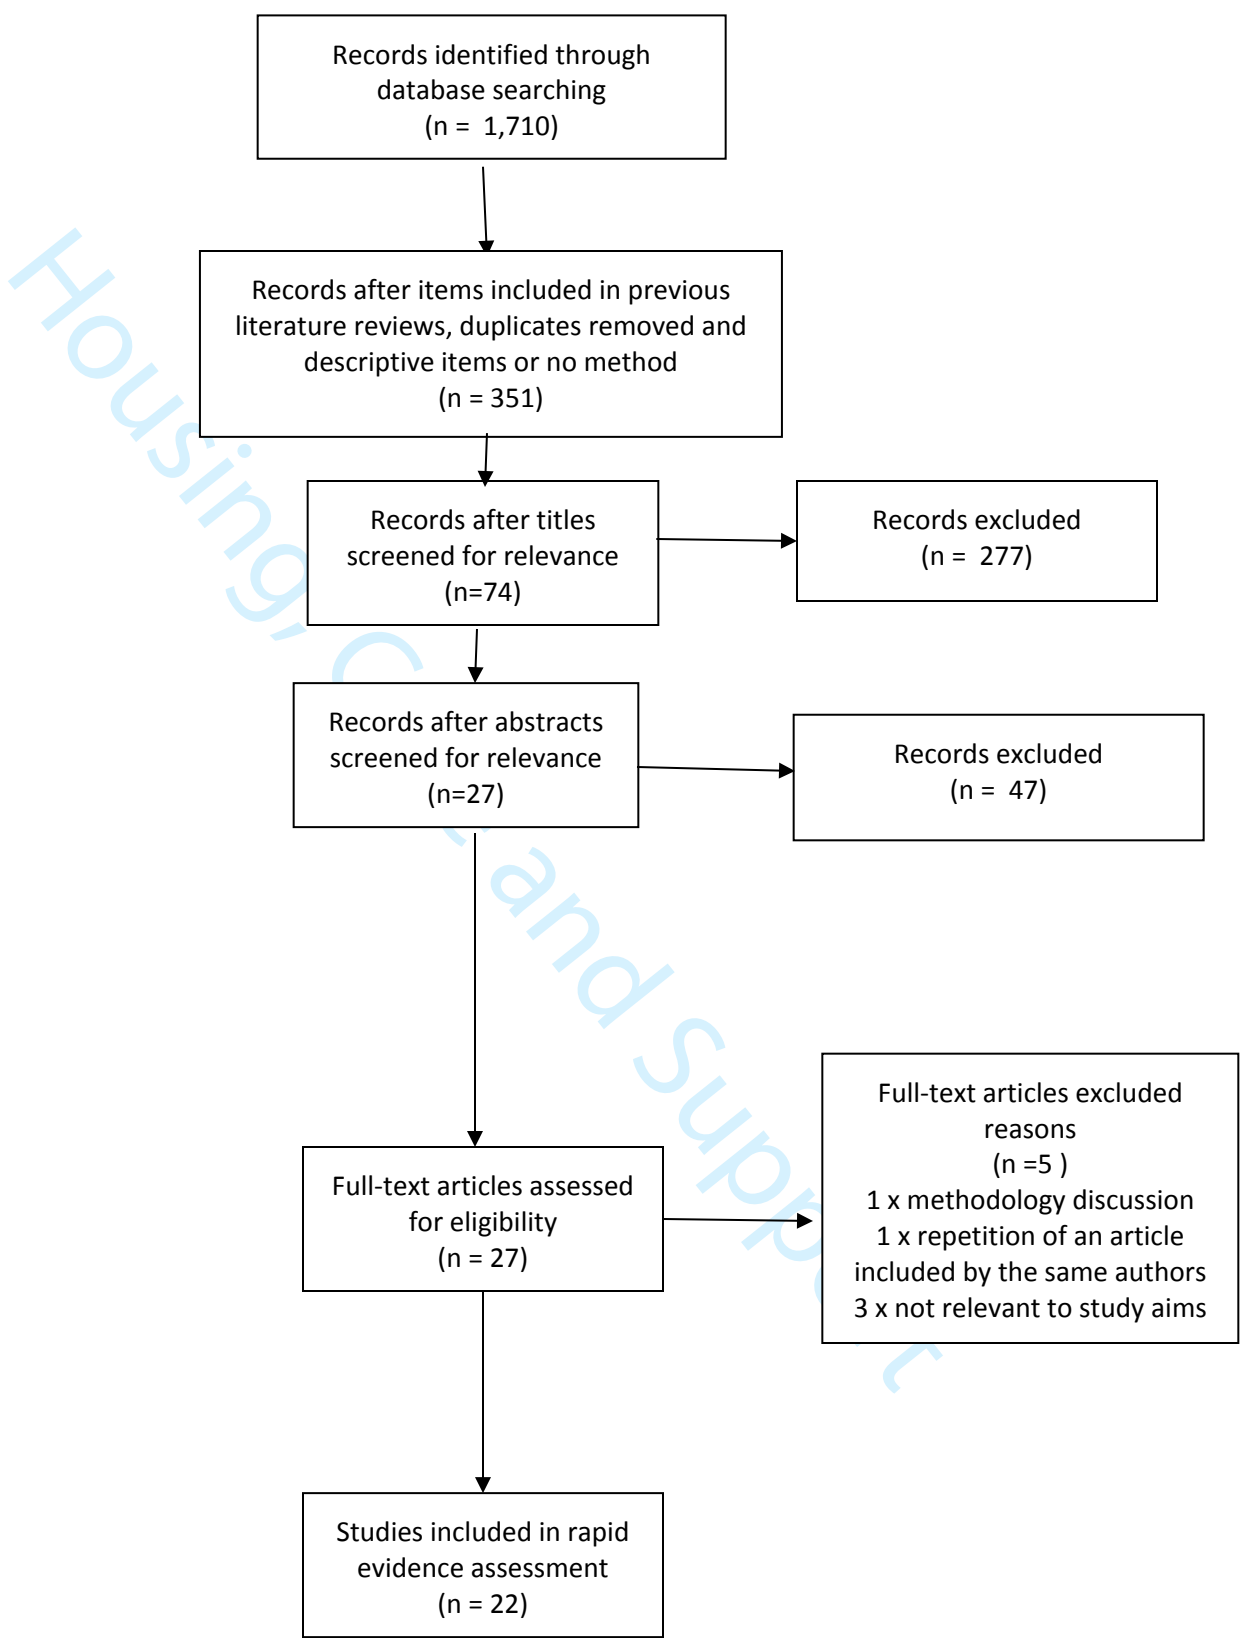 Records identified through
database searching
(n = 1,710)
Records after items included in previous
literature reviews, duplicates removed and
descriptive items or no method
(n = 351)
Records after titles
screened for relevance
(n=74)
Records excluded
(n = 277)
Records after abstracts
screened for relevance
(n=27)
Records excluded
(n = 47)
Full-text articles assessed
for eligibility
(n = 27)
Full-text articles excluded
reasons
(n =5 )
1 x methodology discussion
1 x repetition of an article
included by the same authors
3 x not relevant to study aims
Studies included in rapid
evidence assessment
(n = 22)
Housing, Care and Support